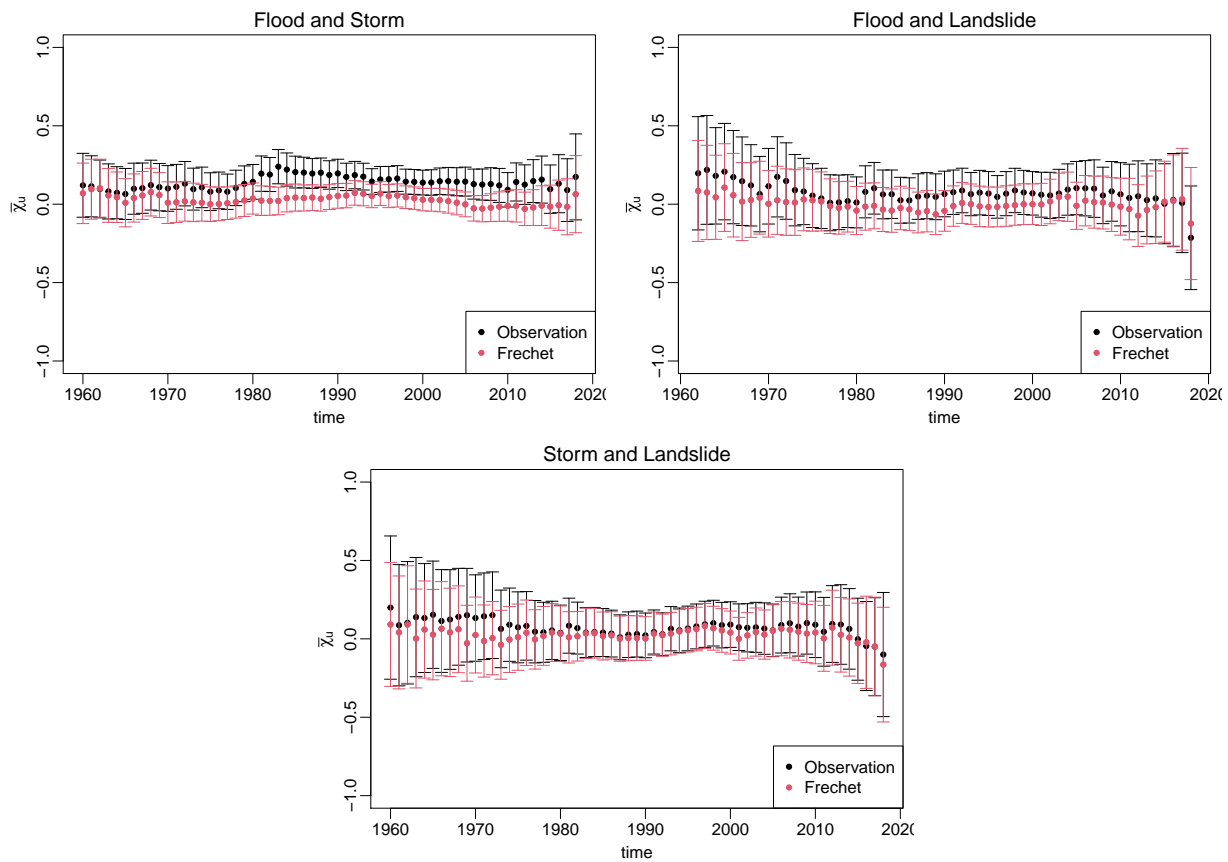 Flood and Storm
1.0
0.5
0.0
−0.5
−1.0
χ̅u
Observation
Frechet
1960 1970 1980 1990 2000 2010 2020
time
Flood and Landslide
1.0
0.5
0.0
−0.5
−1.0
χ̅u
Observation
Frechet
1960 1970 1980 1990 2000 2010 2020
time
Storm and Landslide
1.0
0.5
0.0
−0.5
−1.0
χ̅u
Observation
Frechet
1960 1970 1980 1990 2000 2010 2020
time